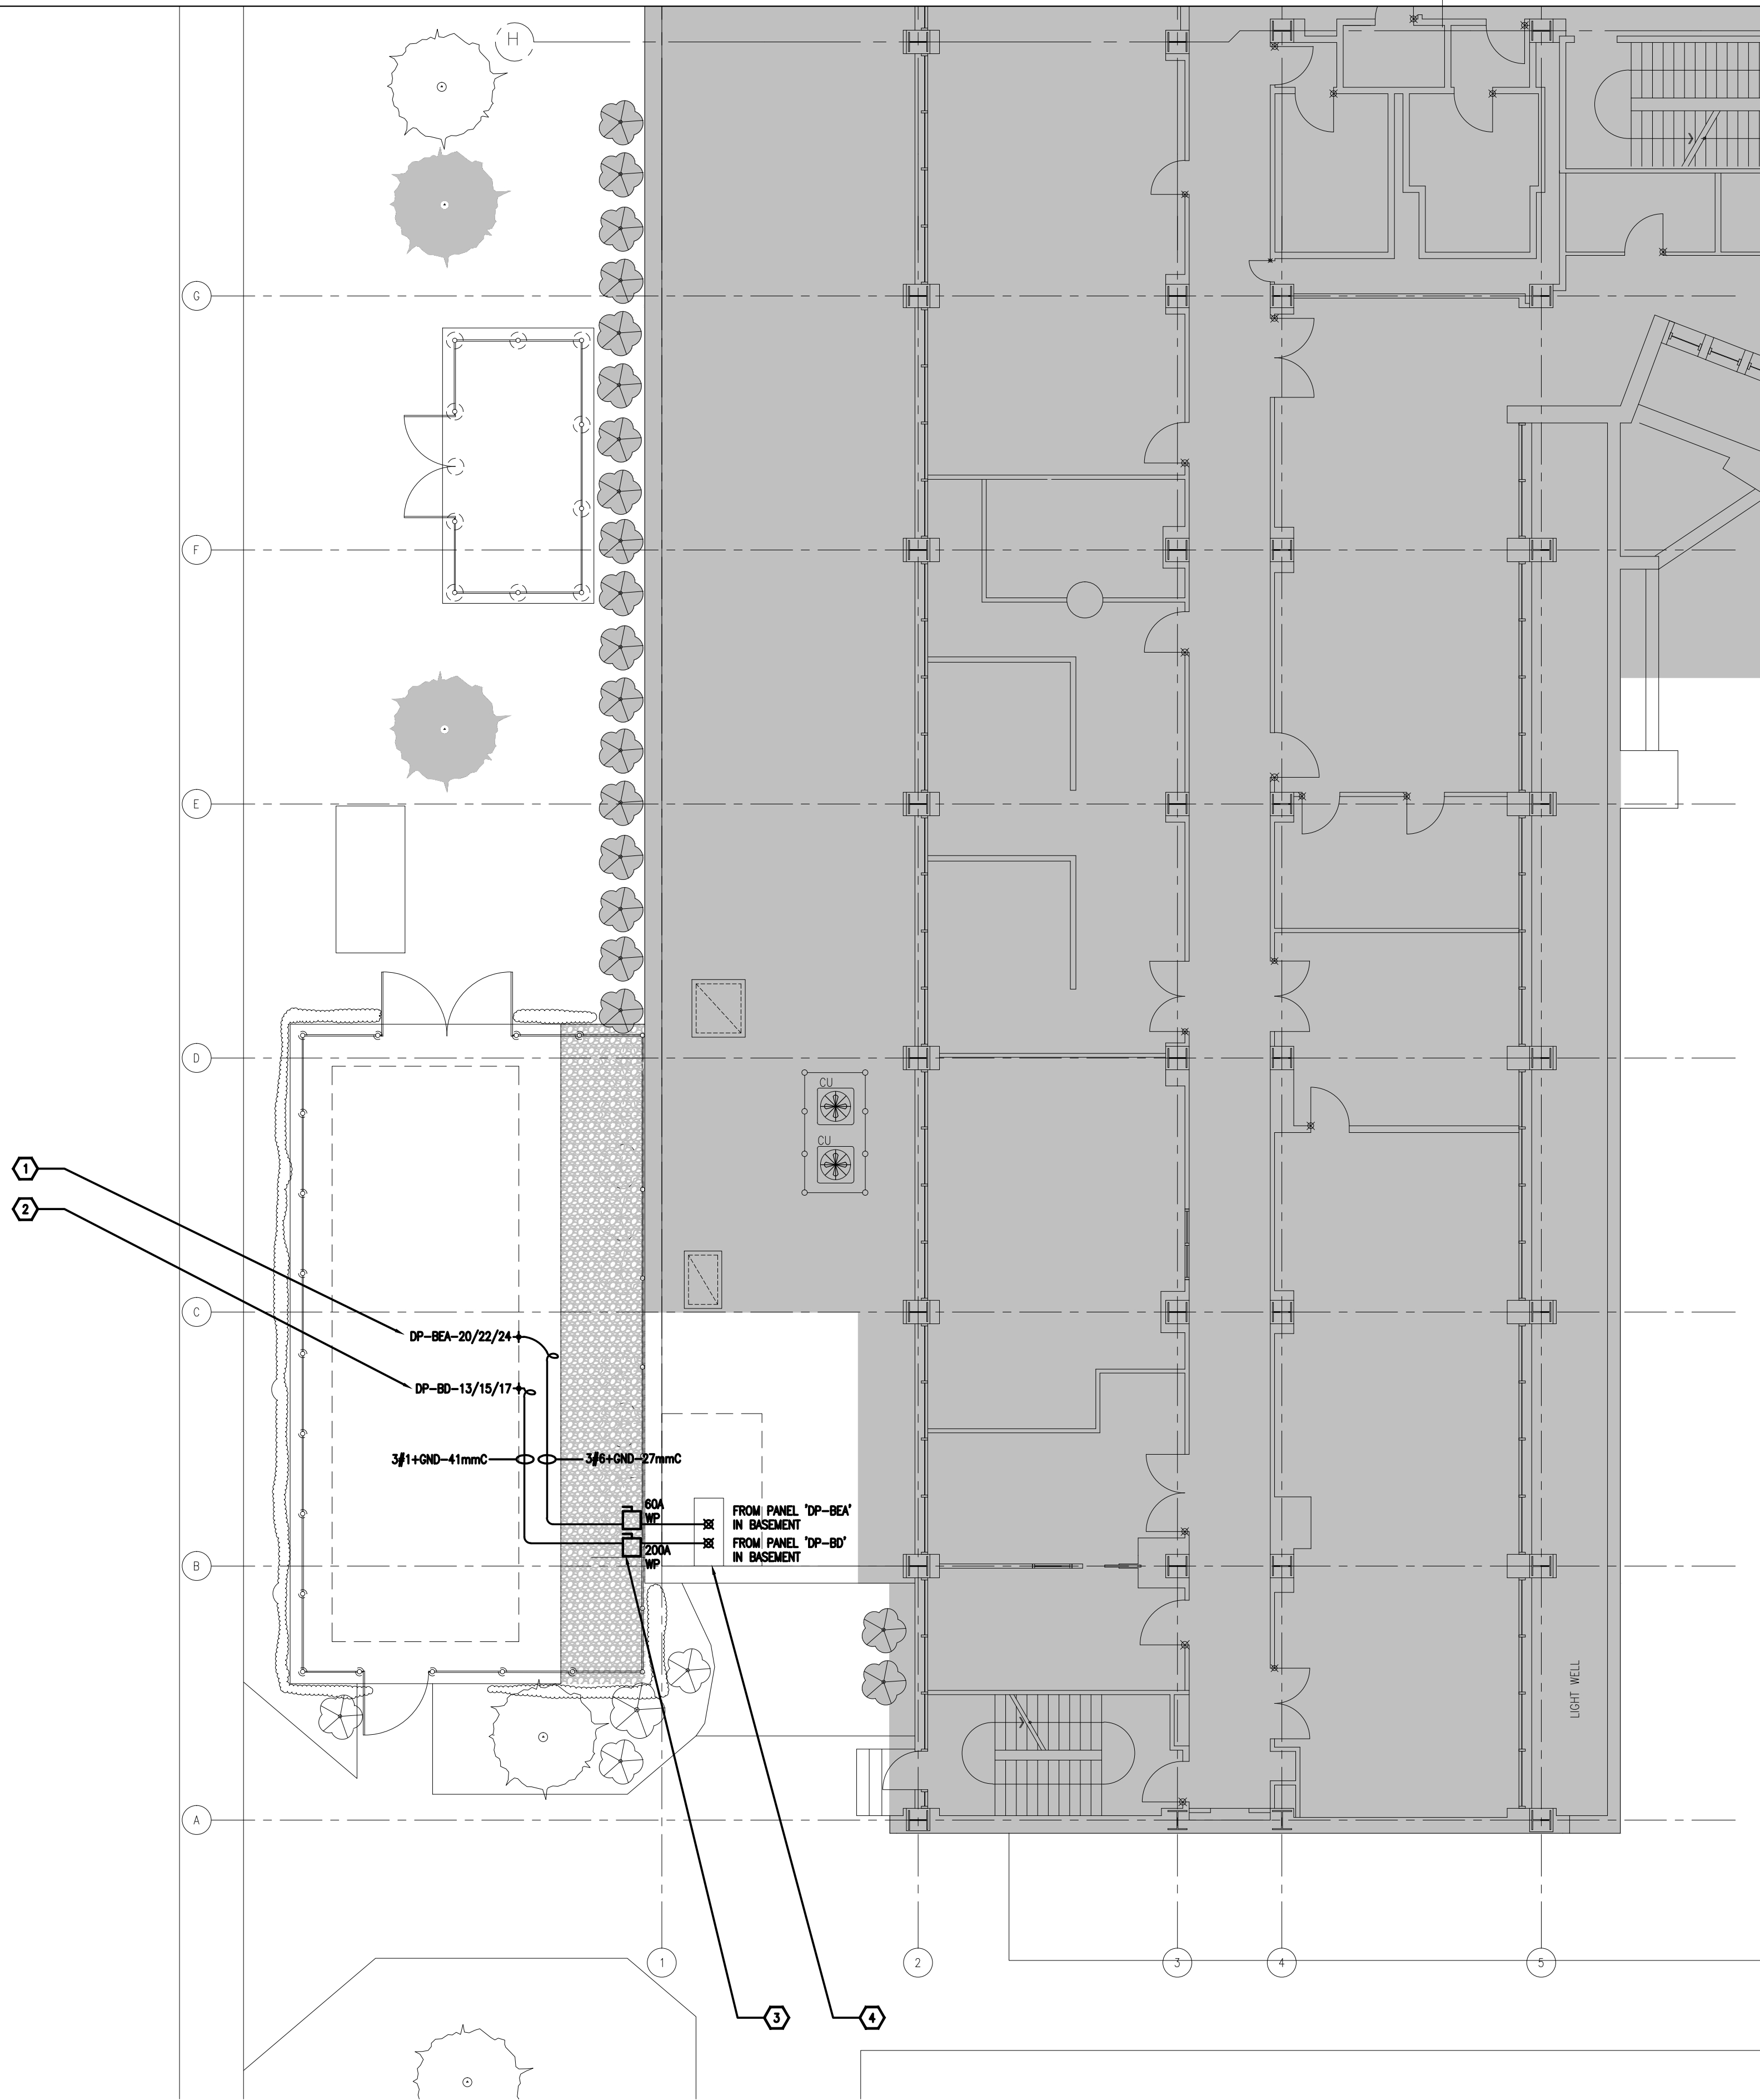 H
G
F
E
D
CU
CU
1
2
C
DP-BEA-20/22/24
DP-BD-13/15/17
3#1+GND-41mmC
3#6+GND-27mmC
60A
WP
FROM PANEL 'DP-BEA'
IN BASEMENT
200A
WP
FROM PANEL 'DP-BD'
IN BASEMENT
B
LIGHT WELL
A
1
2
3
4
5
3
4